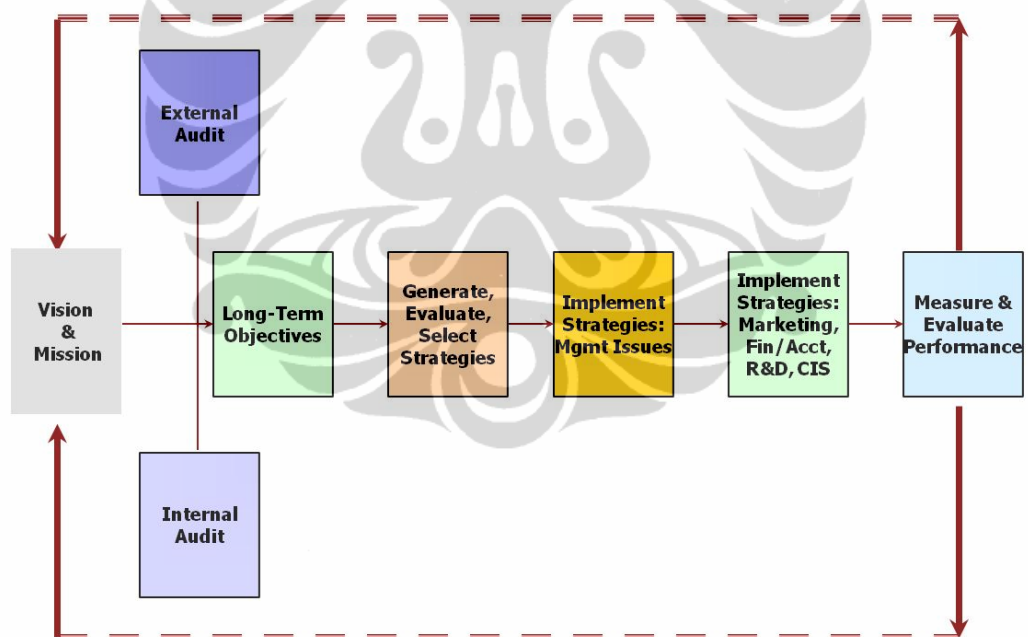 External
Audit
Vision
&
Mission
Long-Term
Objectives
Generate,
Evaluate,
Select
Strategies
Implement
Strategies:
Mgmt Issues
Implement
Strategies:
Marketing,
Fin/Acct,
R&D, CIS
Measure &
Evaluate
Performance
Internal
Audit